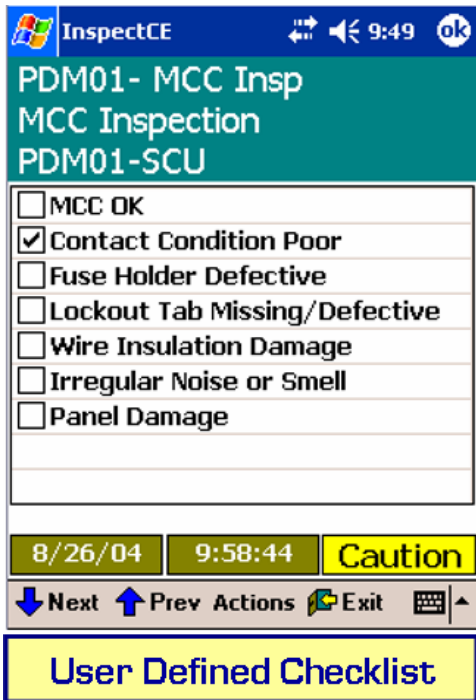 InspectCE 9:49 ok
PDM01- MCC Insp
MCC Inspection
PDM01-SCU
MCC OK
Contact Condition Poor
Fuse Holder Defective
Lockout Tab Missing/Defective
Wire Insulation Damage
Irregular Noise or Smell
Panel Damage
8/26/04 9:58:44 Caution
Next Prev Actions Exit
User Defined Checklist